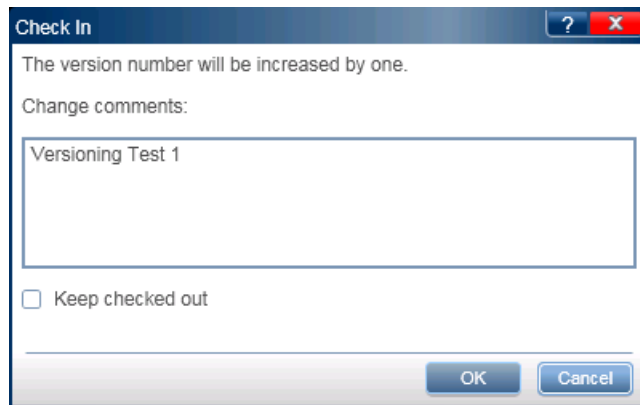 Check In
?
X
The version number will be increased by one.
Change comments:
Versioning Test 1
Keep checked out
OK
Cancel